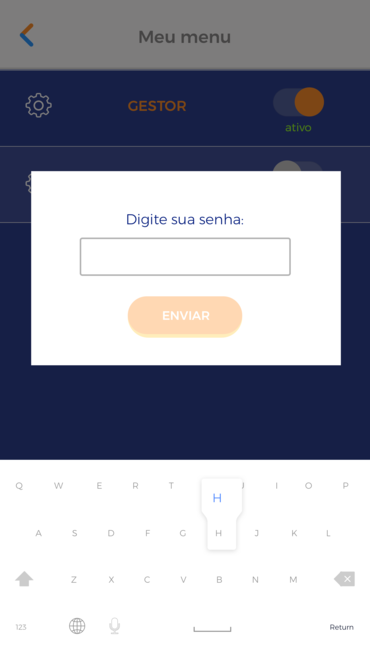 Meu menu
GESTOR
ativo
Digite sua senha:
ENVIAR
Q W E R T J I O P
H
A S D F G H J K L
Z X C V B N M
123 Return